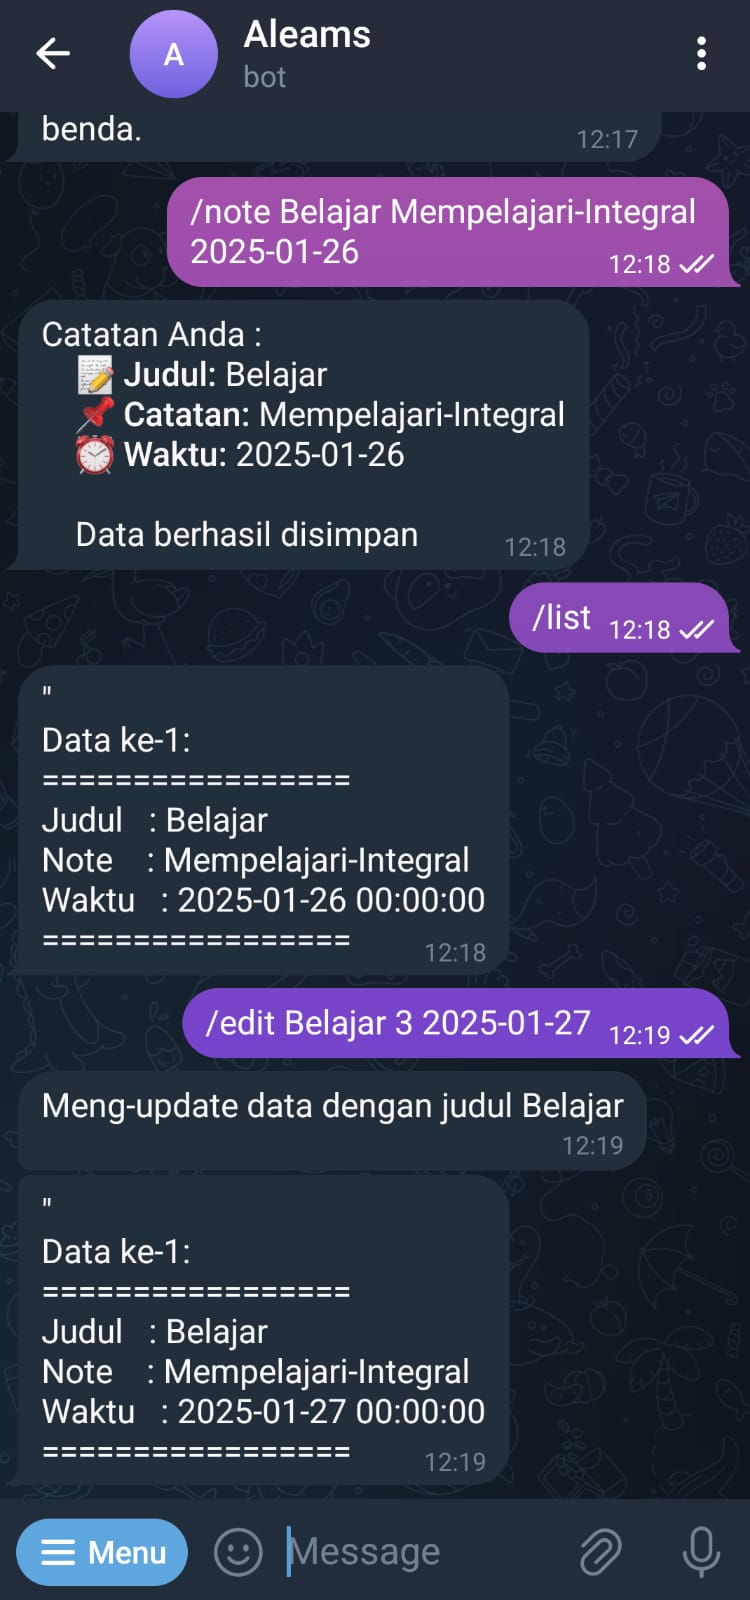 A
Aleams
bot
benda.
12:17
/note Belajar Mempelajari-Integral
2025-01-26
12:18
Catatan Anda :
Judul: Belajar
Catatan: Mempelajari-Integral
Waktu: 2025-01-26
Data berhasil disimpan
12:18
/list
12:18
"
Data ke-1:
=================
Judul : Belajar
Note : Mempelajari-Integral
Waktu : 2025-01-26 00:00:00
=================
12:18
/edit Belajar 3 2025-01-27
12:19
Meng-update data dengan judul Belajar
12:19
"
Data ke-1:
=================
Judul : Belajar
Note : Mempelajari-Integral
Waktu : 2025-01-27 00:00:00
=================
12:19
Menu
Message